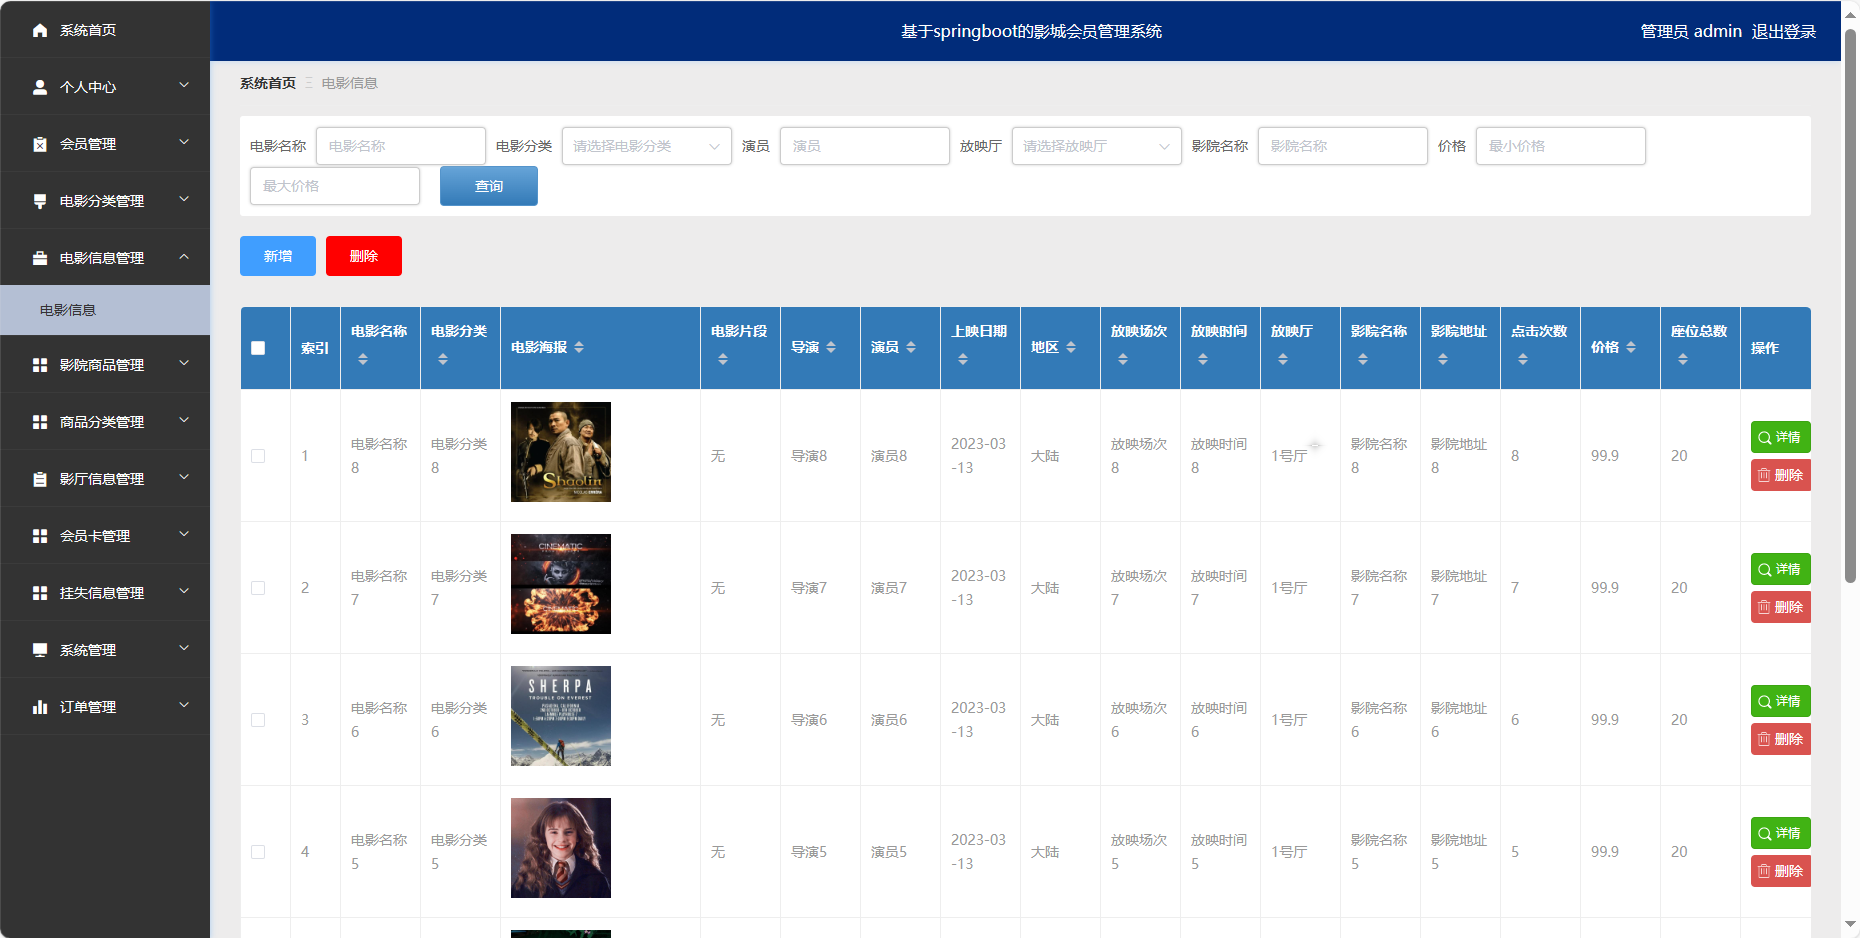 系统首页
个人中心
会员管理
电影分类管理
电影信息管理
电影信息
影院商品管理
商品分类管理
影厅信息管理
会员卡管理
挂失信息管理
系统管理
订单管理
基于springboot的影城会员管理系统
管理员 admin 退出登录
系统首页 电影信息
电影名称 电影名称 电影分类 请选择电影分类 演员 演员 放映厅 请选择放映厅 影院名称 影院名称 价格 最小价格
最大价格 查询
新增 删除
索引 电影名称 电影分类 电影海报 电影片段 导演 演员 上映日期 地区 放映场次 放映时间 放映厅 影院名称 影院地址 点击次数 价格 座位总数 操作
1 电影名称8 电影分类8 无 导演8 演员8 2023-03-13 大陆 放映场次8 放映时间8 1号厅 影院名称8 影院地址8 8 99.9 20 详情 删除
Shaolin
2 电影名称7 电影分类7 无 导演7 演员7 2023-03-13 大陆 放映场次7 放映时间7 1号厅 影院名称7 影院地址7 7 99.9 20 详情 删除
CINEMATIC
CINEMATIC
3 电影名称6 电影分类6 无 导演6 演员6 2023-03-13 大陆 放映场次6 放映时间6 1号厅 影院名称6 影院地址6 6 99.9 20 详情 删除
SHERPA
TROUBLE ON EVEREST
4 电影名称5 电影分类5 无 导演5 演员5 2023-03-13 大陆 放映场次5 放映时间5 1号厅 影院名称5 影院地址5 5 99.9 20 详情 删除